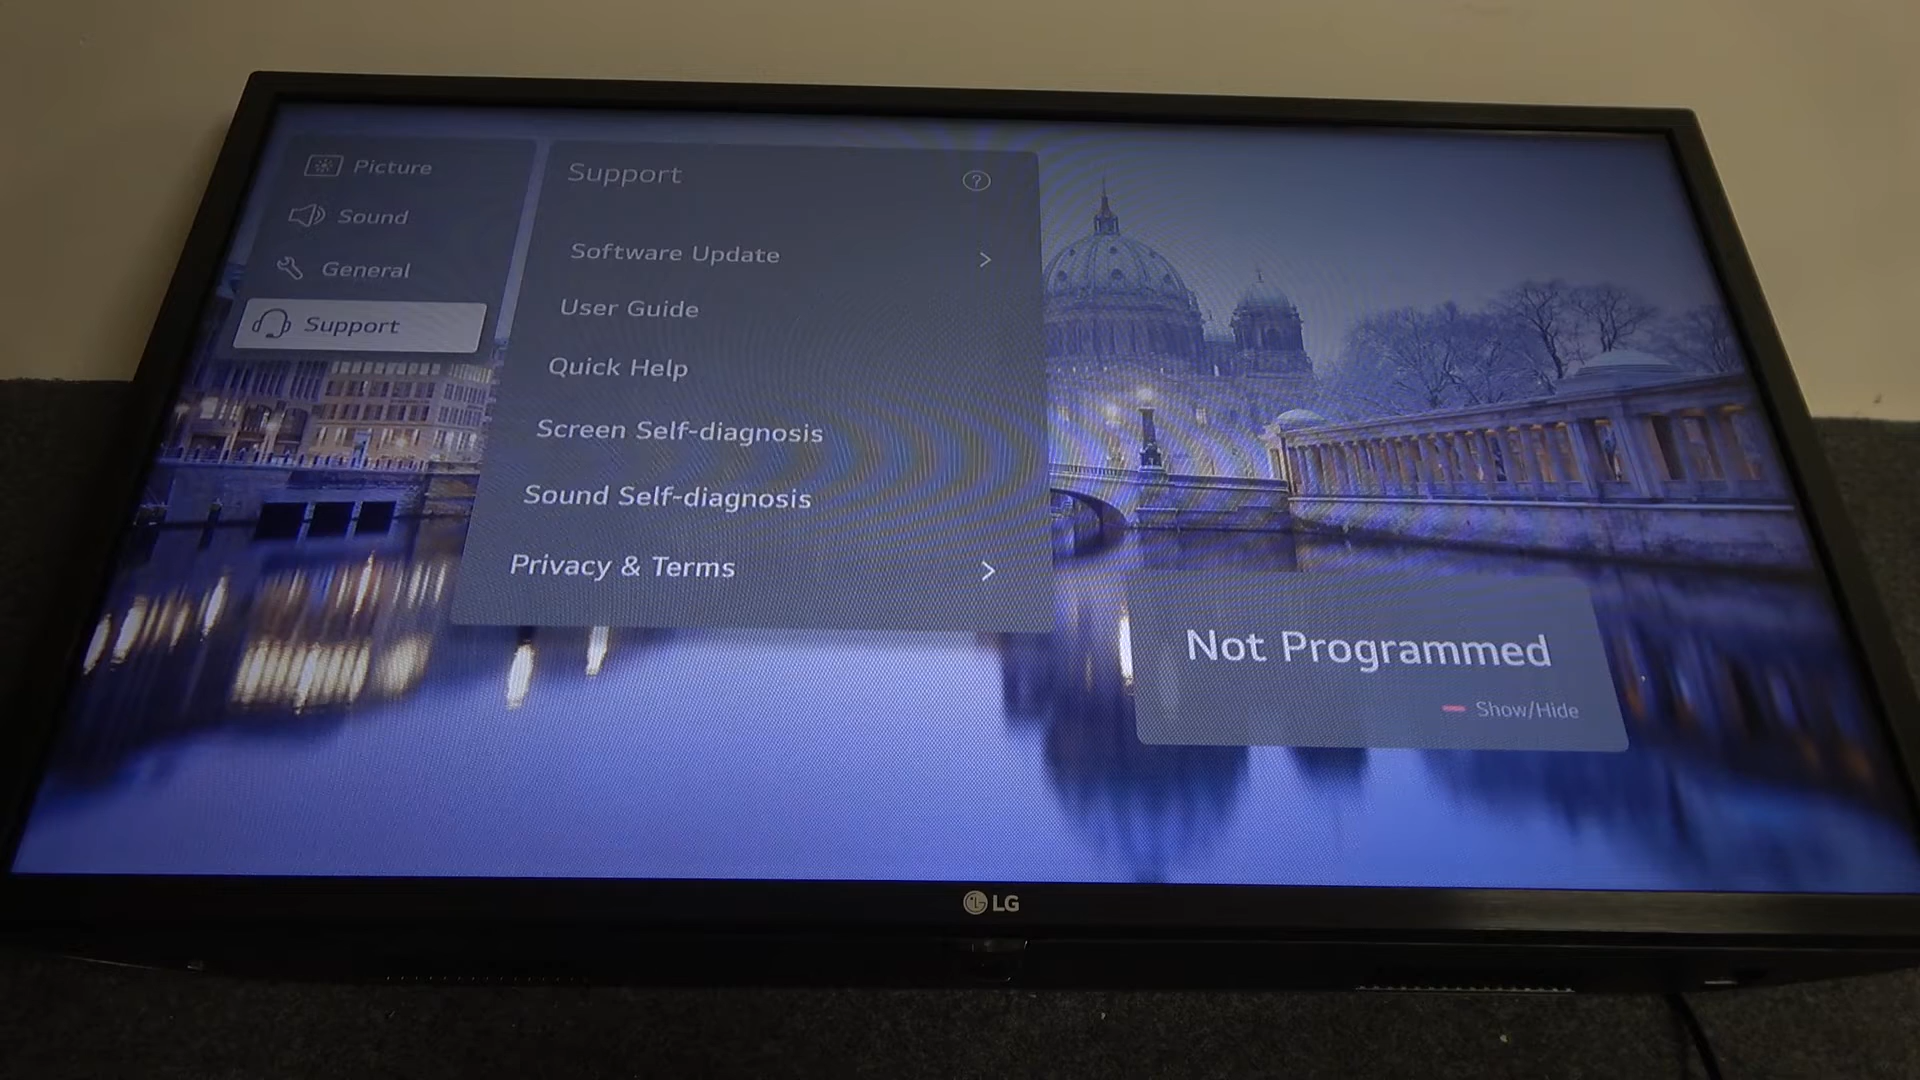 Picture
Sound
General
Support
Support
?
Software Update
User Guide
Quick Help
Screen Self-diagnosis
Sound Self-diagnosis
Privacy & Terms
Not Programmed
Show/Hide
LG